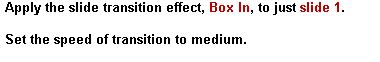 Apply the slide transition effect, Box In, to just slide 1.
Set the speed of transition to medium.